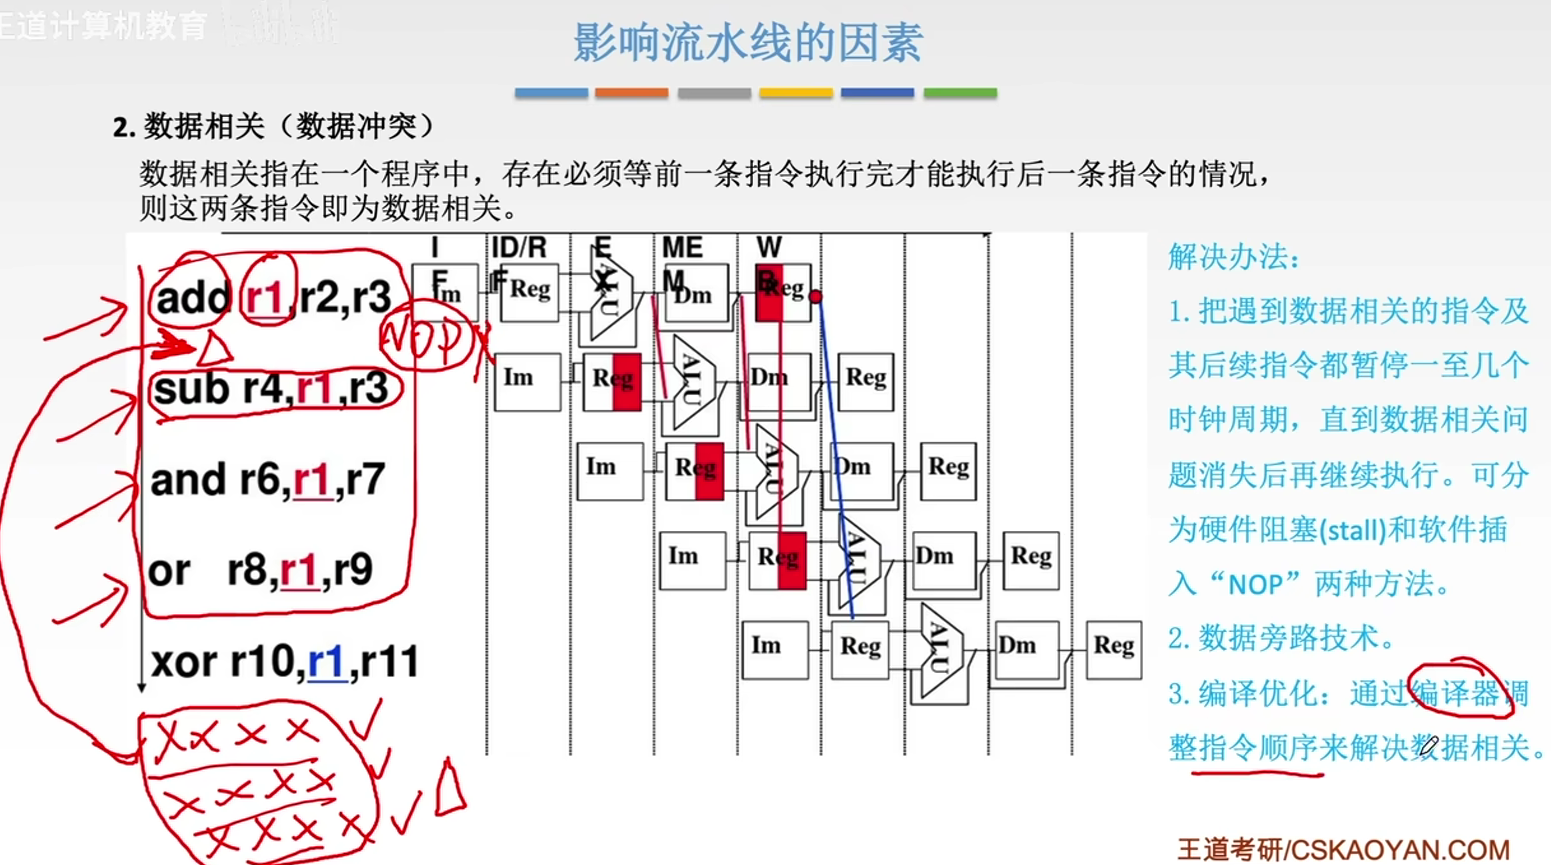 王道计算机教育
影响流水线的因素
2. 数据相关（数据冲突）
数据相关指在一个程序中，存在必须等前一条指令执行完才能执行后一条指令的情况，
则这两条指令即为数据相关。
IF ID/RF EX MEM WB
add r1,r2,r3
Im Reg ALU Dm Reg
NOP
sub r4,r1,r3
Im Reg ALU Dm Reg
and r6,r1,r7
Im Reg ALU Dm Reg
or r8,r1,r9
Im Reg ALU Dm Reg
xor r10,r1,r11
Im Reg ALU Dm Reg
XXXX
XXXX
XXXX
解决办法：
1. 把遇到数据相关的指令及
其后续指令都暂停一至几个
时钟周期，直到数据相关问
题消失后再继续执行。可分
为硬件阻塞(stall)和软件插
入“NOP”两种方法。
2. 数据旁路技术。
3. 编译优化：通过编译器调
整指令顺序来解决数据相关。
王道考研/CSKAOYAN.COM